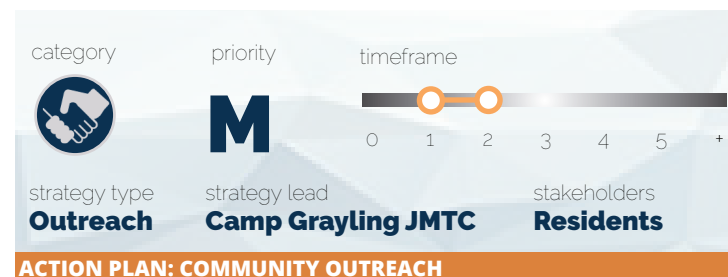 category priority timeframe
M
0 1 2 3 4 5 +
strategy type strategy lead stakeholders
Outreach Camp Grayling JMTC Residents
ACTION PLAN: COMMUNITY OUTREACH